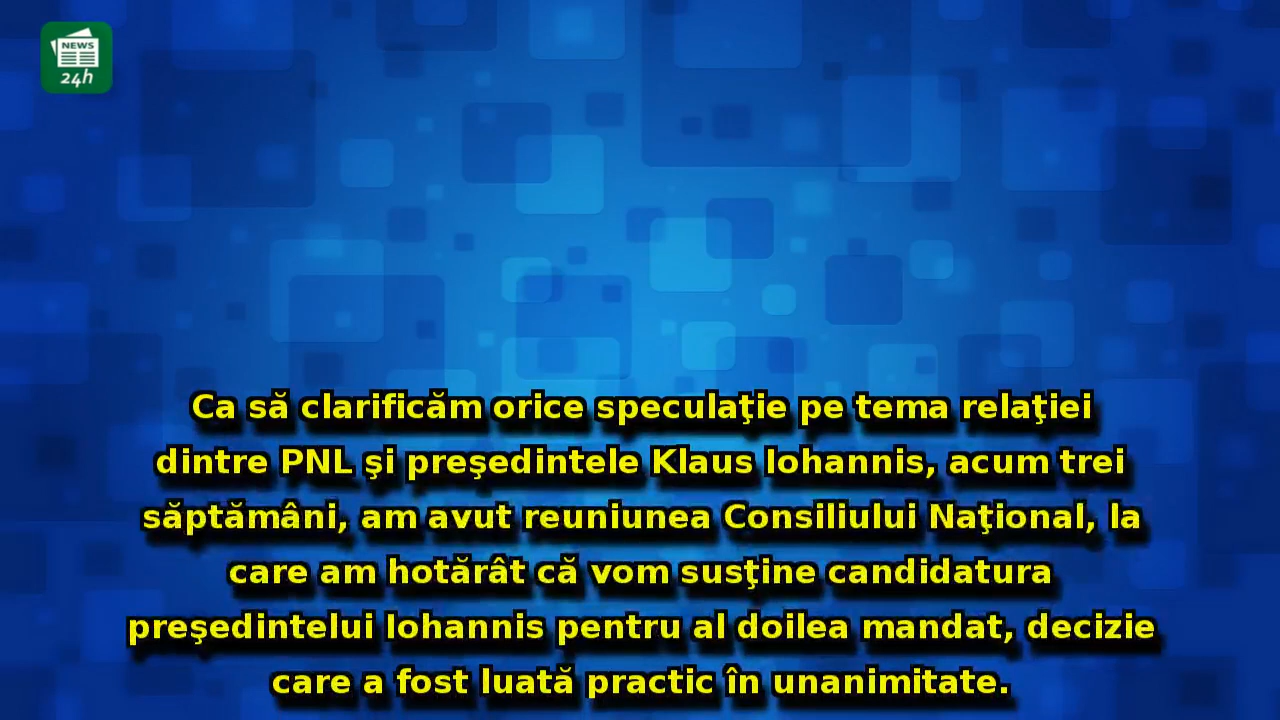 NEWS
24h
Ca să clarificăm orice speculaţie pe tema relaţiei
dintre PNL şi preşedintele Klaus Iohannis, acum trei
săptămâni, am avut reuniunea Consiliului Naţional, la
care am hotărât că vom susţine candidatura
preşedintelui Iohannis pentru al doilea mandat, decizie
care a fost luată practic în unanimitate.